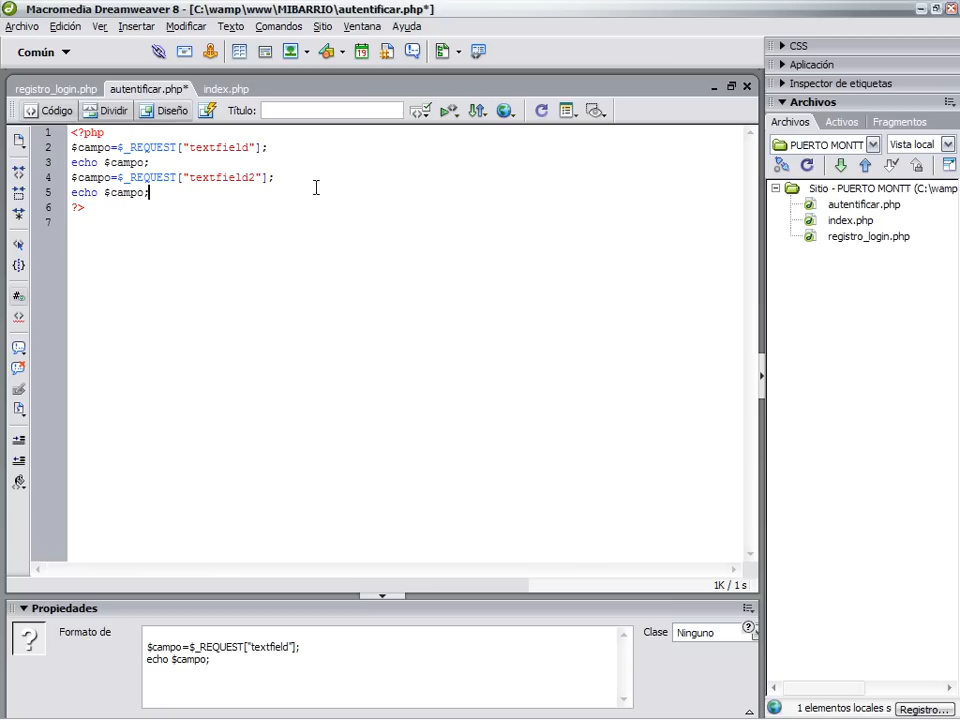 Macromedia Dreamweaver 8 - [C:\wamp\www\MIBARRIO\autentificar.php*]
Archivo Edición Ver Insertar Modificar Texto Comandos Sitio Ventana Ayuda
Común
registro_login.php autentificar.php* index.php
Código Dividir Diseño Título:
1 <?php
2 $campo=$_REQUEST["textfield"];
3 echo $campo;
4 $campo=$_REQUEST["textfield2"];
5 echo $campo;
6 ?>
7
1K / 1 s
Propiedades
Formato de
$campo=$_REQUEST["textfield"];
echo $campo;
Clase Ninguno
CSS
Aplicación
Inspector de etiquetas
Archivos
Archivos Activos Fragmentos
PUERTO MONTT Vista local
Sitio - PUERTO MONTT (C:\wamp
autentificar.php
index.php
registro_login.php
1 elementos locales s Registro...